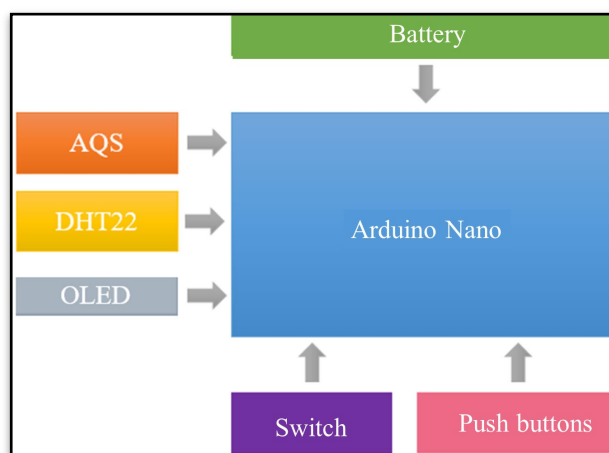 Battery
AQS
DHT22
Arduino Nano
OLED
Switch
Push buttons